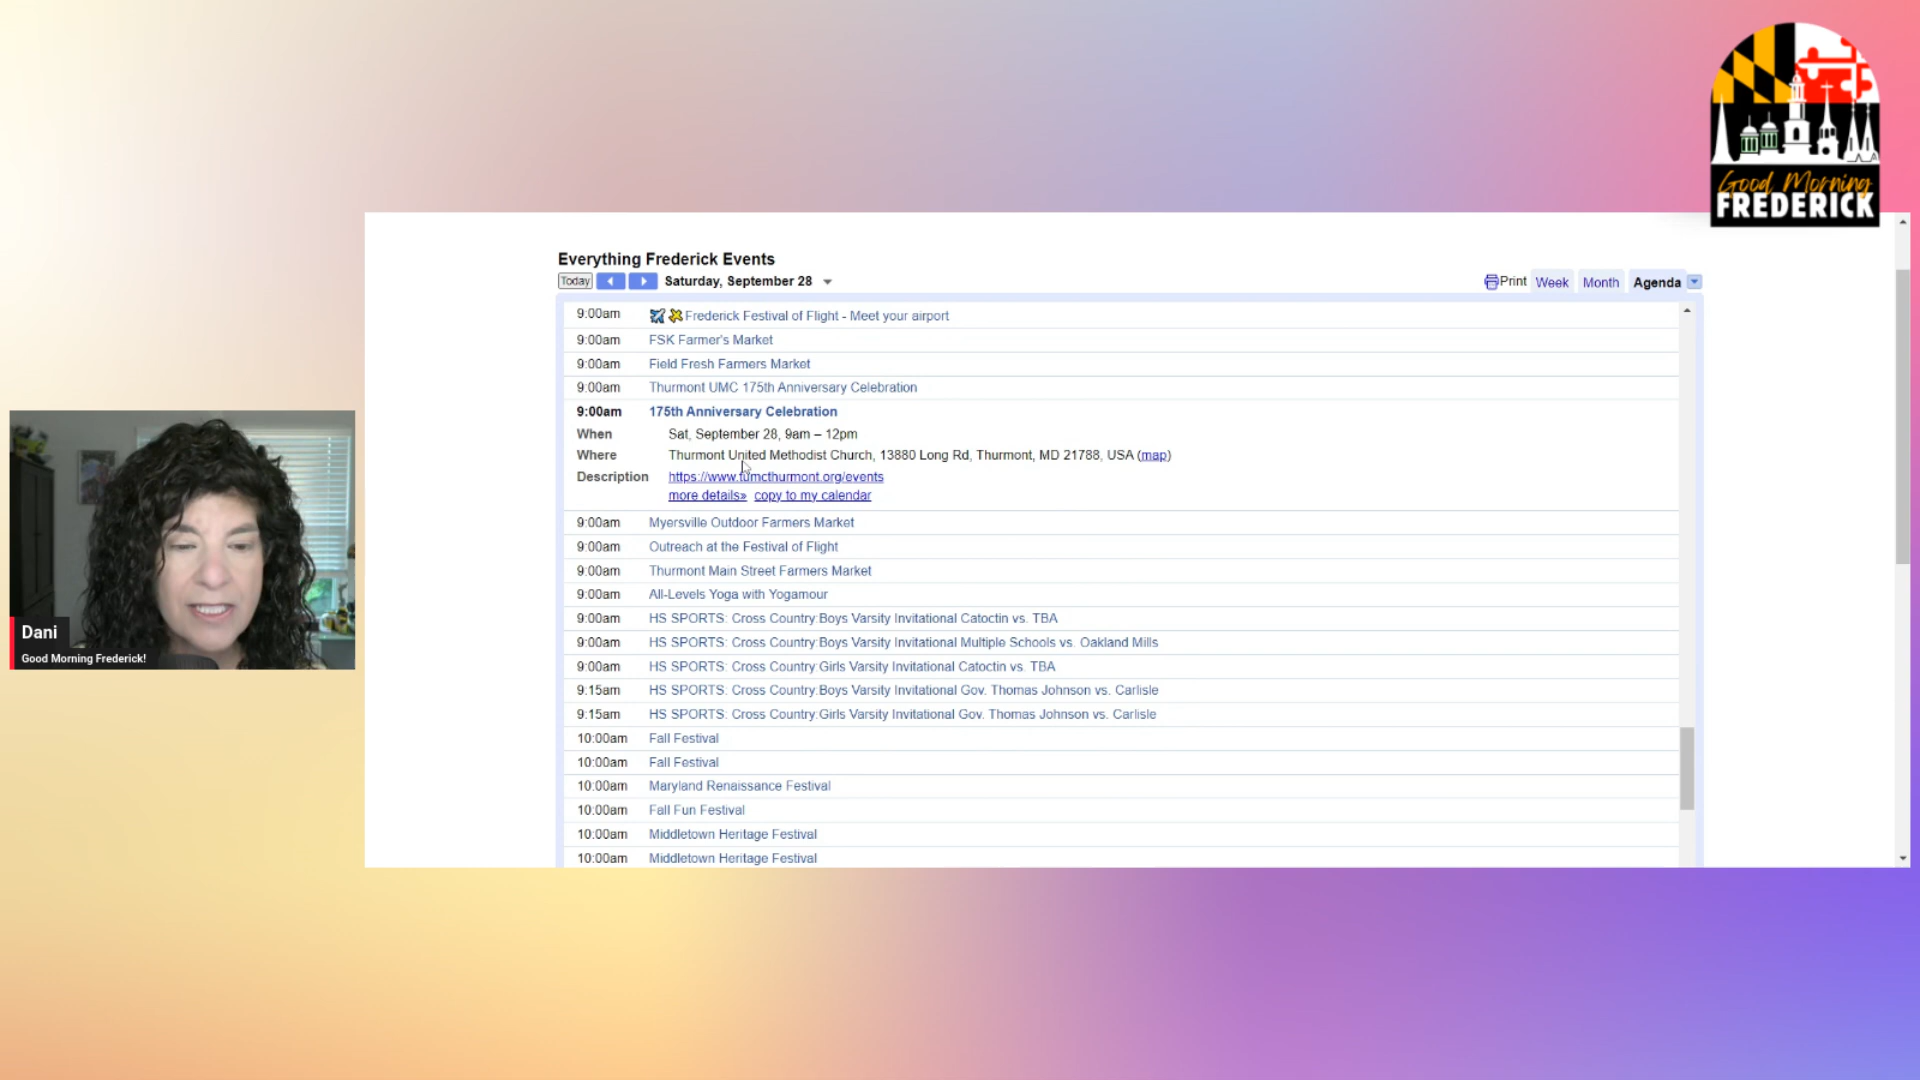 Good Morning
FREDERICK
Everything Frederick Events
Today Saturday, September 28 Print Week Month Agenda
9:00am Frederick Festival of Flight - Meet your airport
9:00am FSK Farmer's Market
9:00am Field Fresh Farmers Market
9:00am Thurmont UMC 175th Anniversary Celebration
9:00am 175th Anniversary Celebration
When Sat, September 28, 9am – 12pm
Where Thurmont United Methodist Church, 13880 Long Rd, Thurmont, MD 21788, USA (map)
Description https://www.tumcthurmont.org/events
more details» copy to my calendar
9:00am Myersville Outdoor Farmers Market
9:00am Outreach at the Festival of Flight
9:00am Thurmont Main Street Farmers Market
9:00am All-Levels Yoga with Yogamour
9:00am HS SPORTS: Cross Country:Boys Varsity Invitational Catoctin vs. TBA
9:00am HS SPORTS: Cross Country:Boys Varsity Invitational Multiple Schools vs. Oakland Mills
9:00am HS SPORTS: Cross Country:Girls Varsity Invitational Catoctin vs. TBA
9:15am HS SPORTS: Cross Country:Boys Varsity Invitational Gov. Thomas Johnson vs. Carlisle
9:15am HS SPORTS: Cross Country:Girls Varsity Invitational Gov. Thomas Johnson vs. Carlisle
10:00am Fall Festival
10:00am Fall Festival
10:00am Maryland Renaissance Festival
10:00am Fall Fun Festival
10:00am Middletown Heritage Festival
10:00am Middletown Heritage Festival
Dani
Good Morning Frederick!